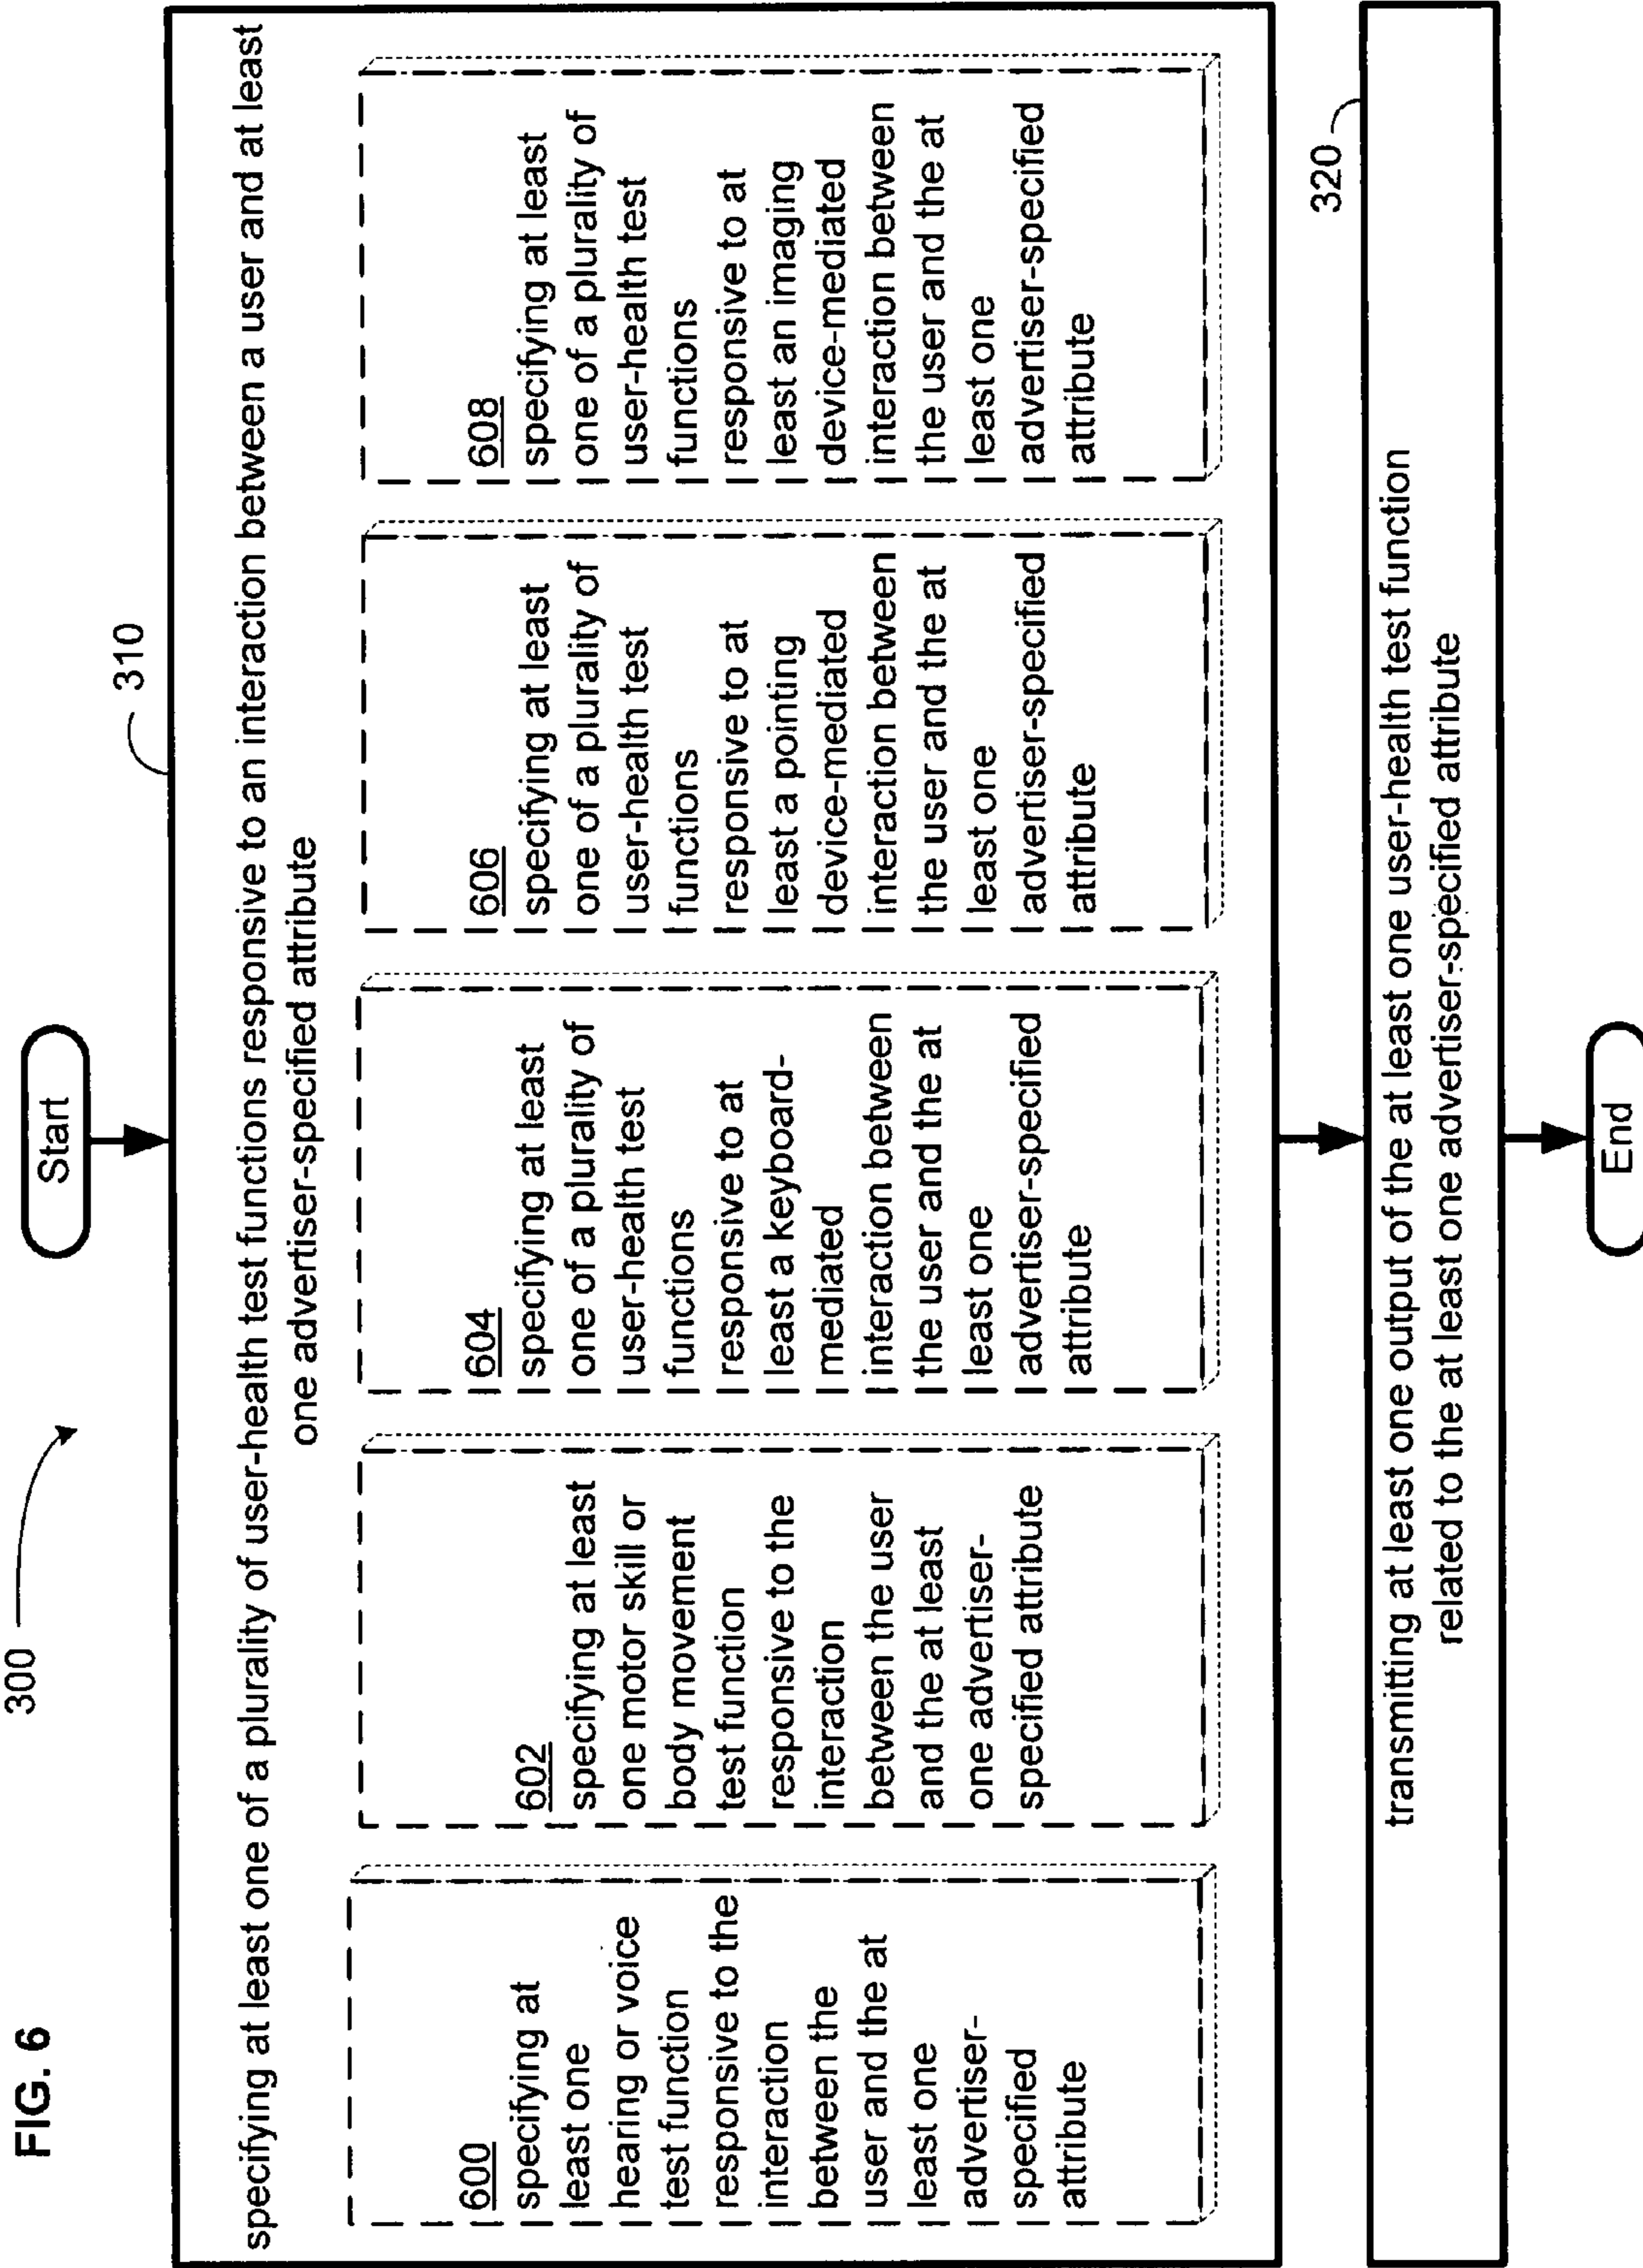 FIG. 6
300
Start
310
specifying at least one of a plurality of user-health test functions responsive to an interaction between a user and at least
one advertiser-specified attribute
600
specifying at
least one
hearing or voice
test function
responsive to the
interaction
between the
user and the at
least one
advertiser-
specified
attribute
602
specifying at least
one motor skill or
body movement
test function
responsive to the
interaction
between the user
and the at least
one advertiser-
specified attribute
604
specifying at least
one of a plurality of
user-health test
functions
responsive to at
least a keyboard-
mediated
interaction between
the user and the at
least one
advertiser-specified
attribute
606
specifying at least
one of a plurality of
user-health test
functions
responsive to at
least a pointing
device-mediated
interaction between
the user and the at
least one
advertiser-specified
attribute
608
specifying at least
one of a plurality of
user-health test
functions
responsive to at
least an imaging
device-mediated
interaction between
the user and the at
least one
advertiser-specified
attribute
320
transmitting at least one output of the at least one user-health test function
related to the at least one advertiser-specified attribute
End